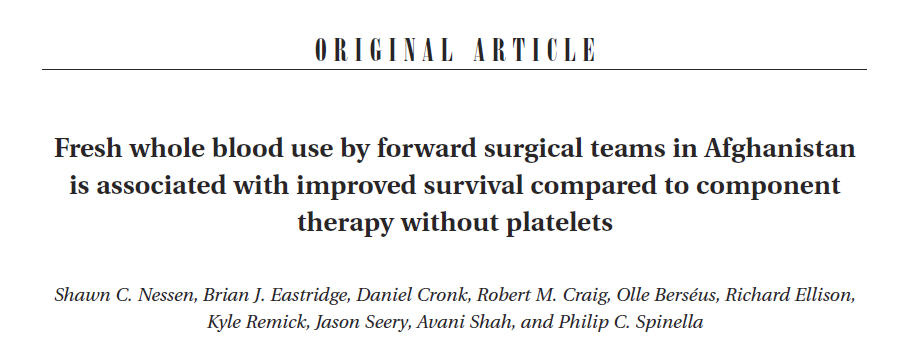 ORIGINAL ARTICLE
Fresh whole blood use by forward surgical teams in Afghanistan
is associated with improved survival compared to component
therapy without platelets
Shawn C. Nessen, Brian J. Eastridge, Daniel Cronk, Robert M. Craig, Olle Berséus, Richard Ellison,
Kyle Remick, Jason Seery, Avani Shah, and Philip C. Spinella